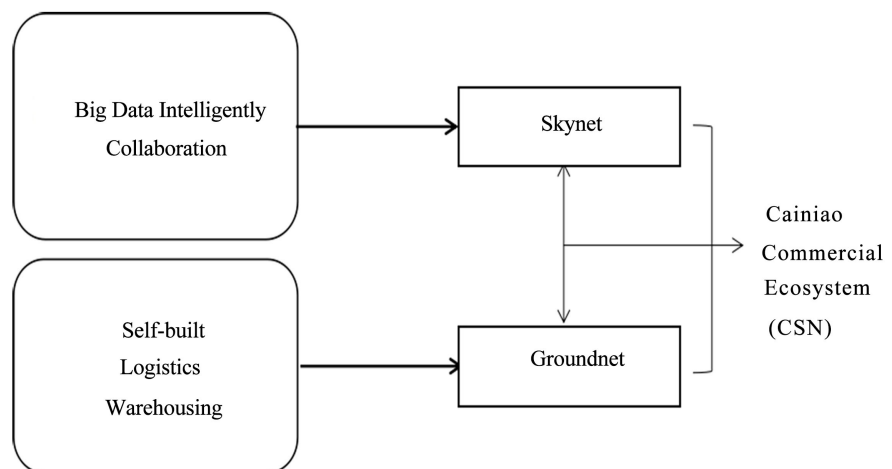 Big Data Intelligently
Collaboration
Skynet
Cainiao
Commercial
Ecosystem
(CSN)
Self-built
Logistics
Warehousing
Groundnet